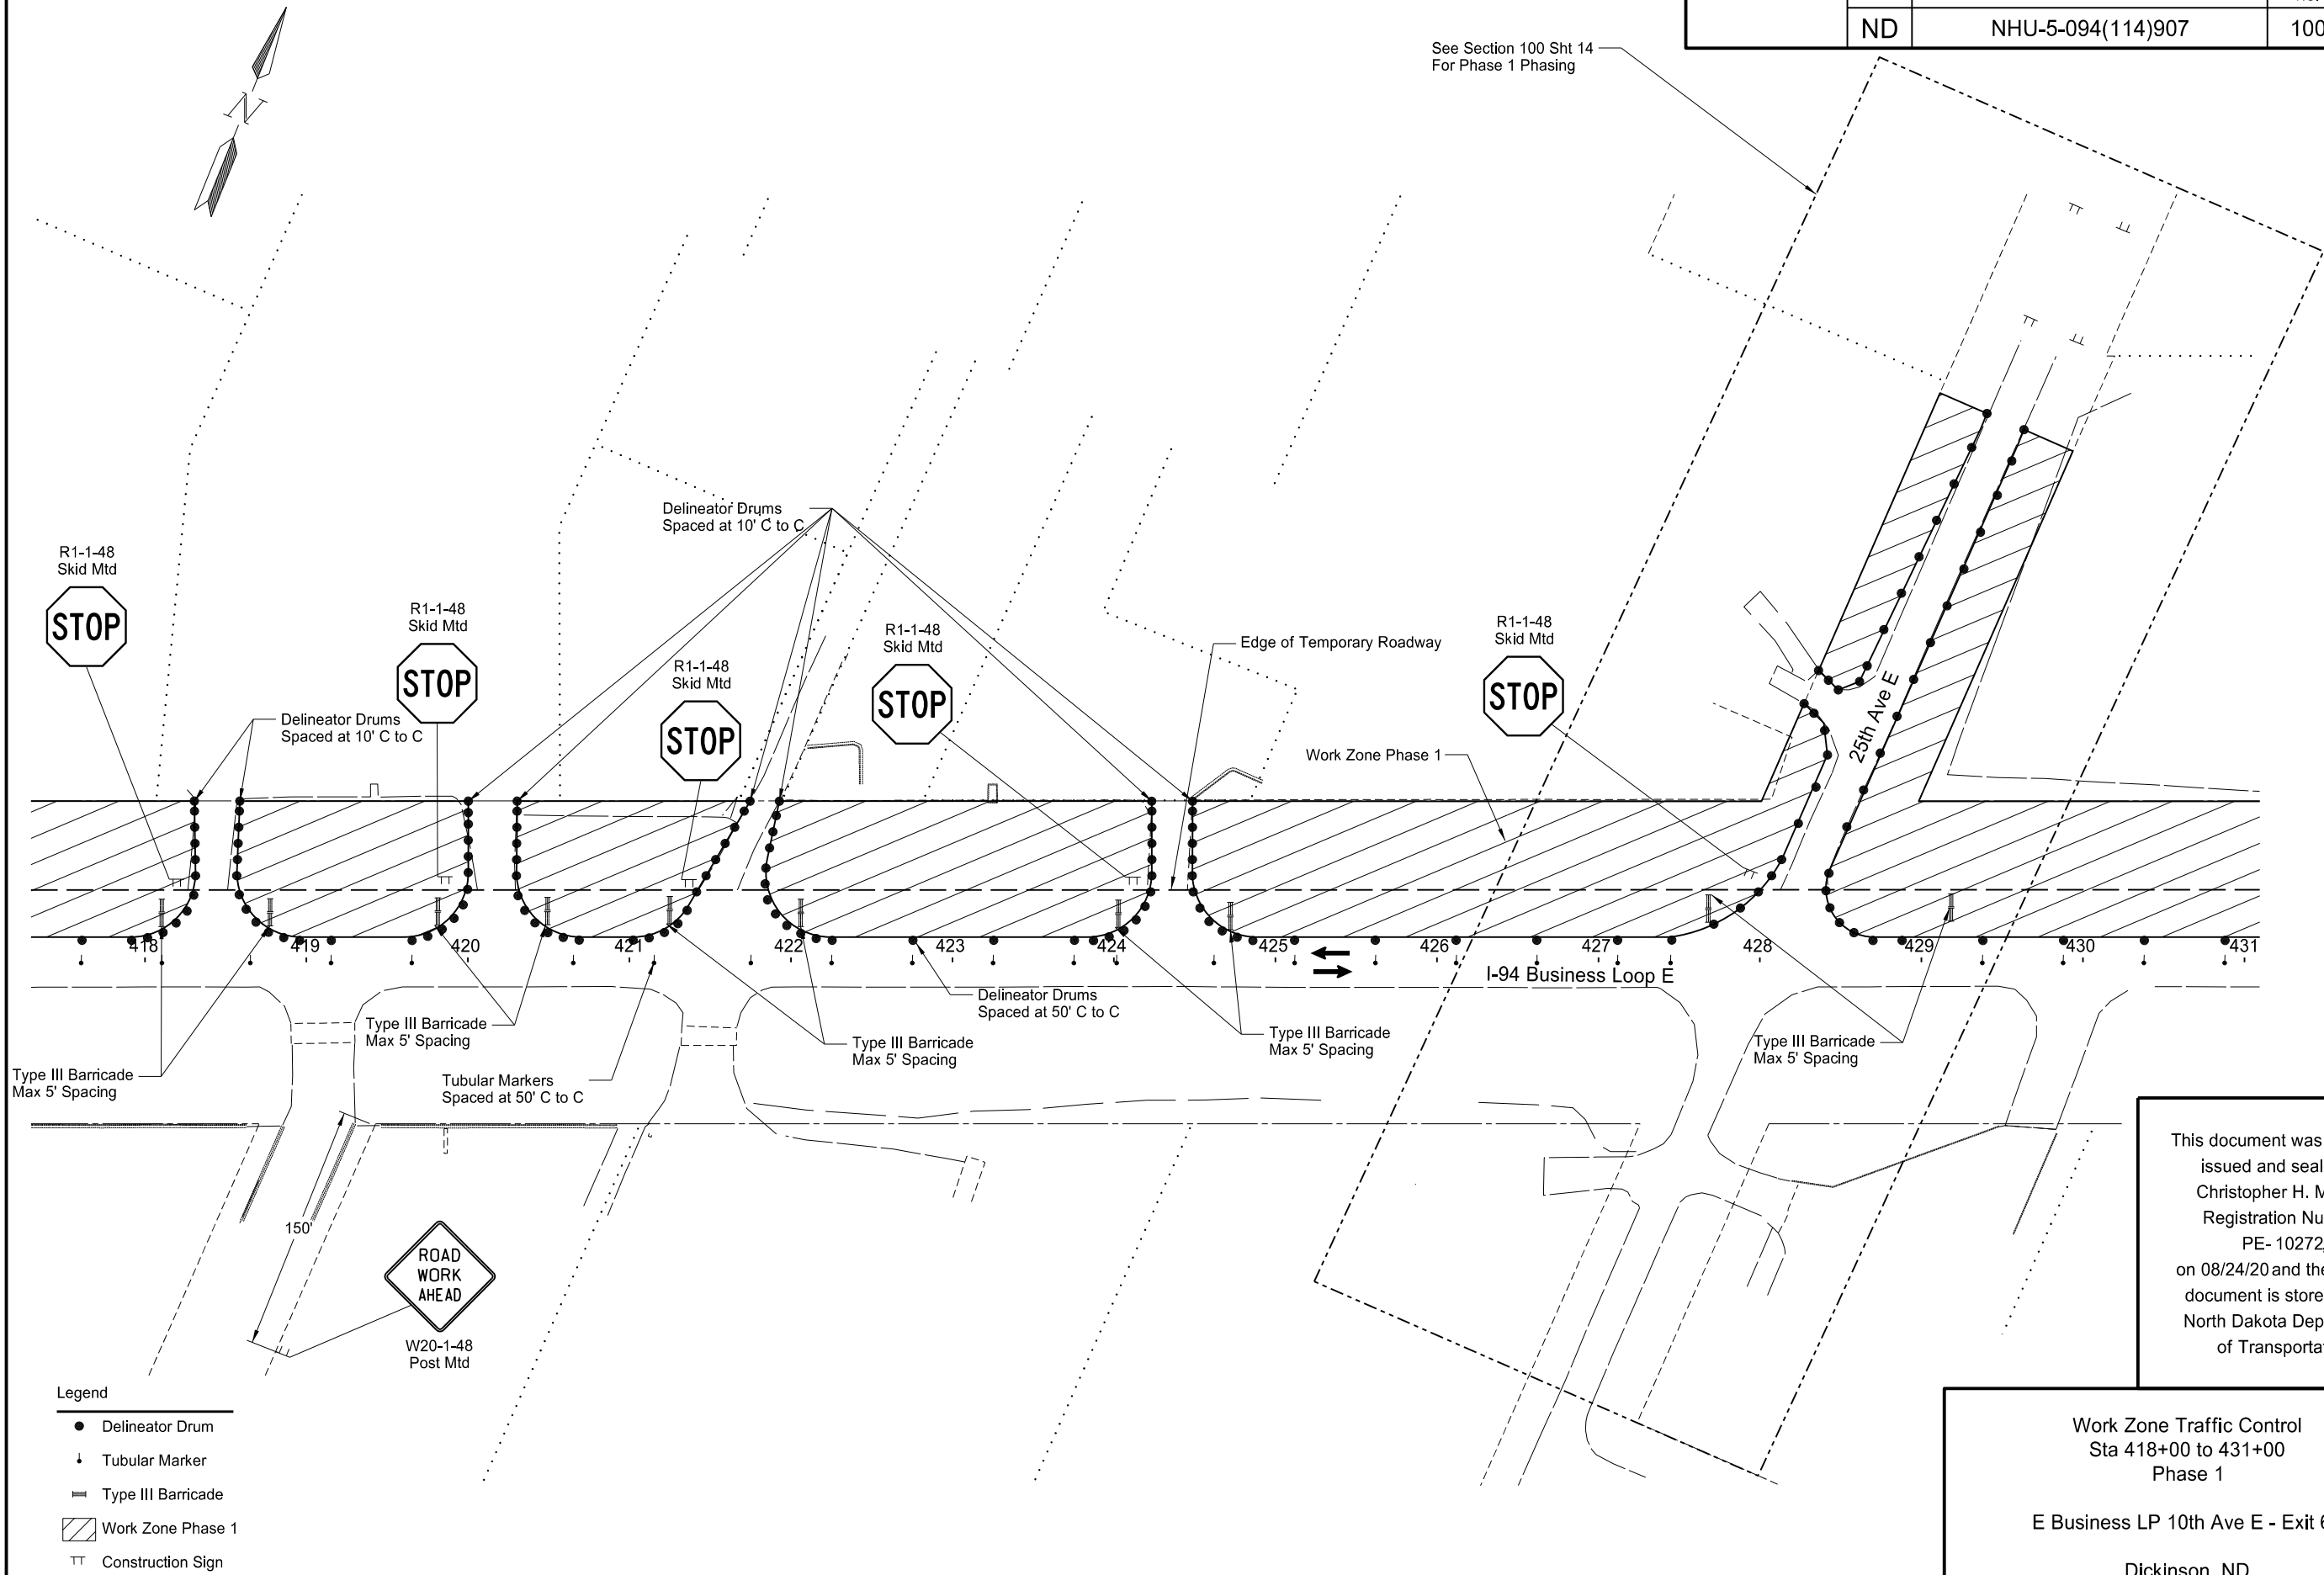 ND NHU-5-094(114)907 100
See Section 100 Sht 14
For Phase 1 Phasing
N
Delineator Drums
Spaced at 10' C to C
R1-1-48
Skid Mtd
STOP
R1-1-48
Skid Mtd
STOP
R1-1-48
Skid Mtd
STOP
R1-1-48
Skid Mtd
STOP
R1-1-48
Skid Mtd
STOP
Edge of Temporary Roadway
Delineator Drums
Spaced at 10' C to C
Work Zone Phase 1
25th Ave E
418 419 420 421 422 423 424 425 426 427 428 429 430 431
I-94 Business Loop E
Delineator Drums
Spaced at 50' C to C
Type III Barricade
Max 5' Spacing
Type III Barricade
Max 5' Spacing
Type III Barricade
Max 5' Spacing
Type III Barricade
Max 5' Spacing
Type III Barricade
Max 5' Spacing
Tubular Markers
Spaced at 50' C to C
150'
ROAD
WORK
AHEAD
W20-1-48
Post Mtd
Legend
Delineator Drum
Tubular Marker
Type III Barricade
Work Zone Phase 1
Construction Sign
This document was
issued and seal
Christopher H. M
Registration Nu
PE- 10272
on 08/24/20 and the
document is store
North Dakota Dep
of Transporta
Work Zone Traffic Control
Sta 418+00 to 431+00
Phase 1
E Business LP 10th Ave E - Exit 6
Dickinson, ND